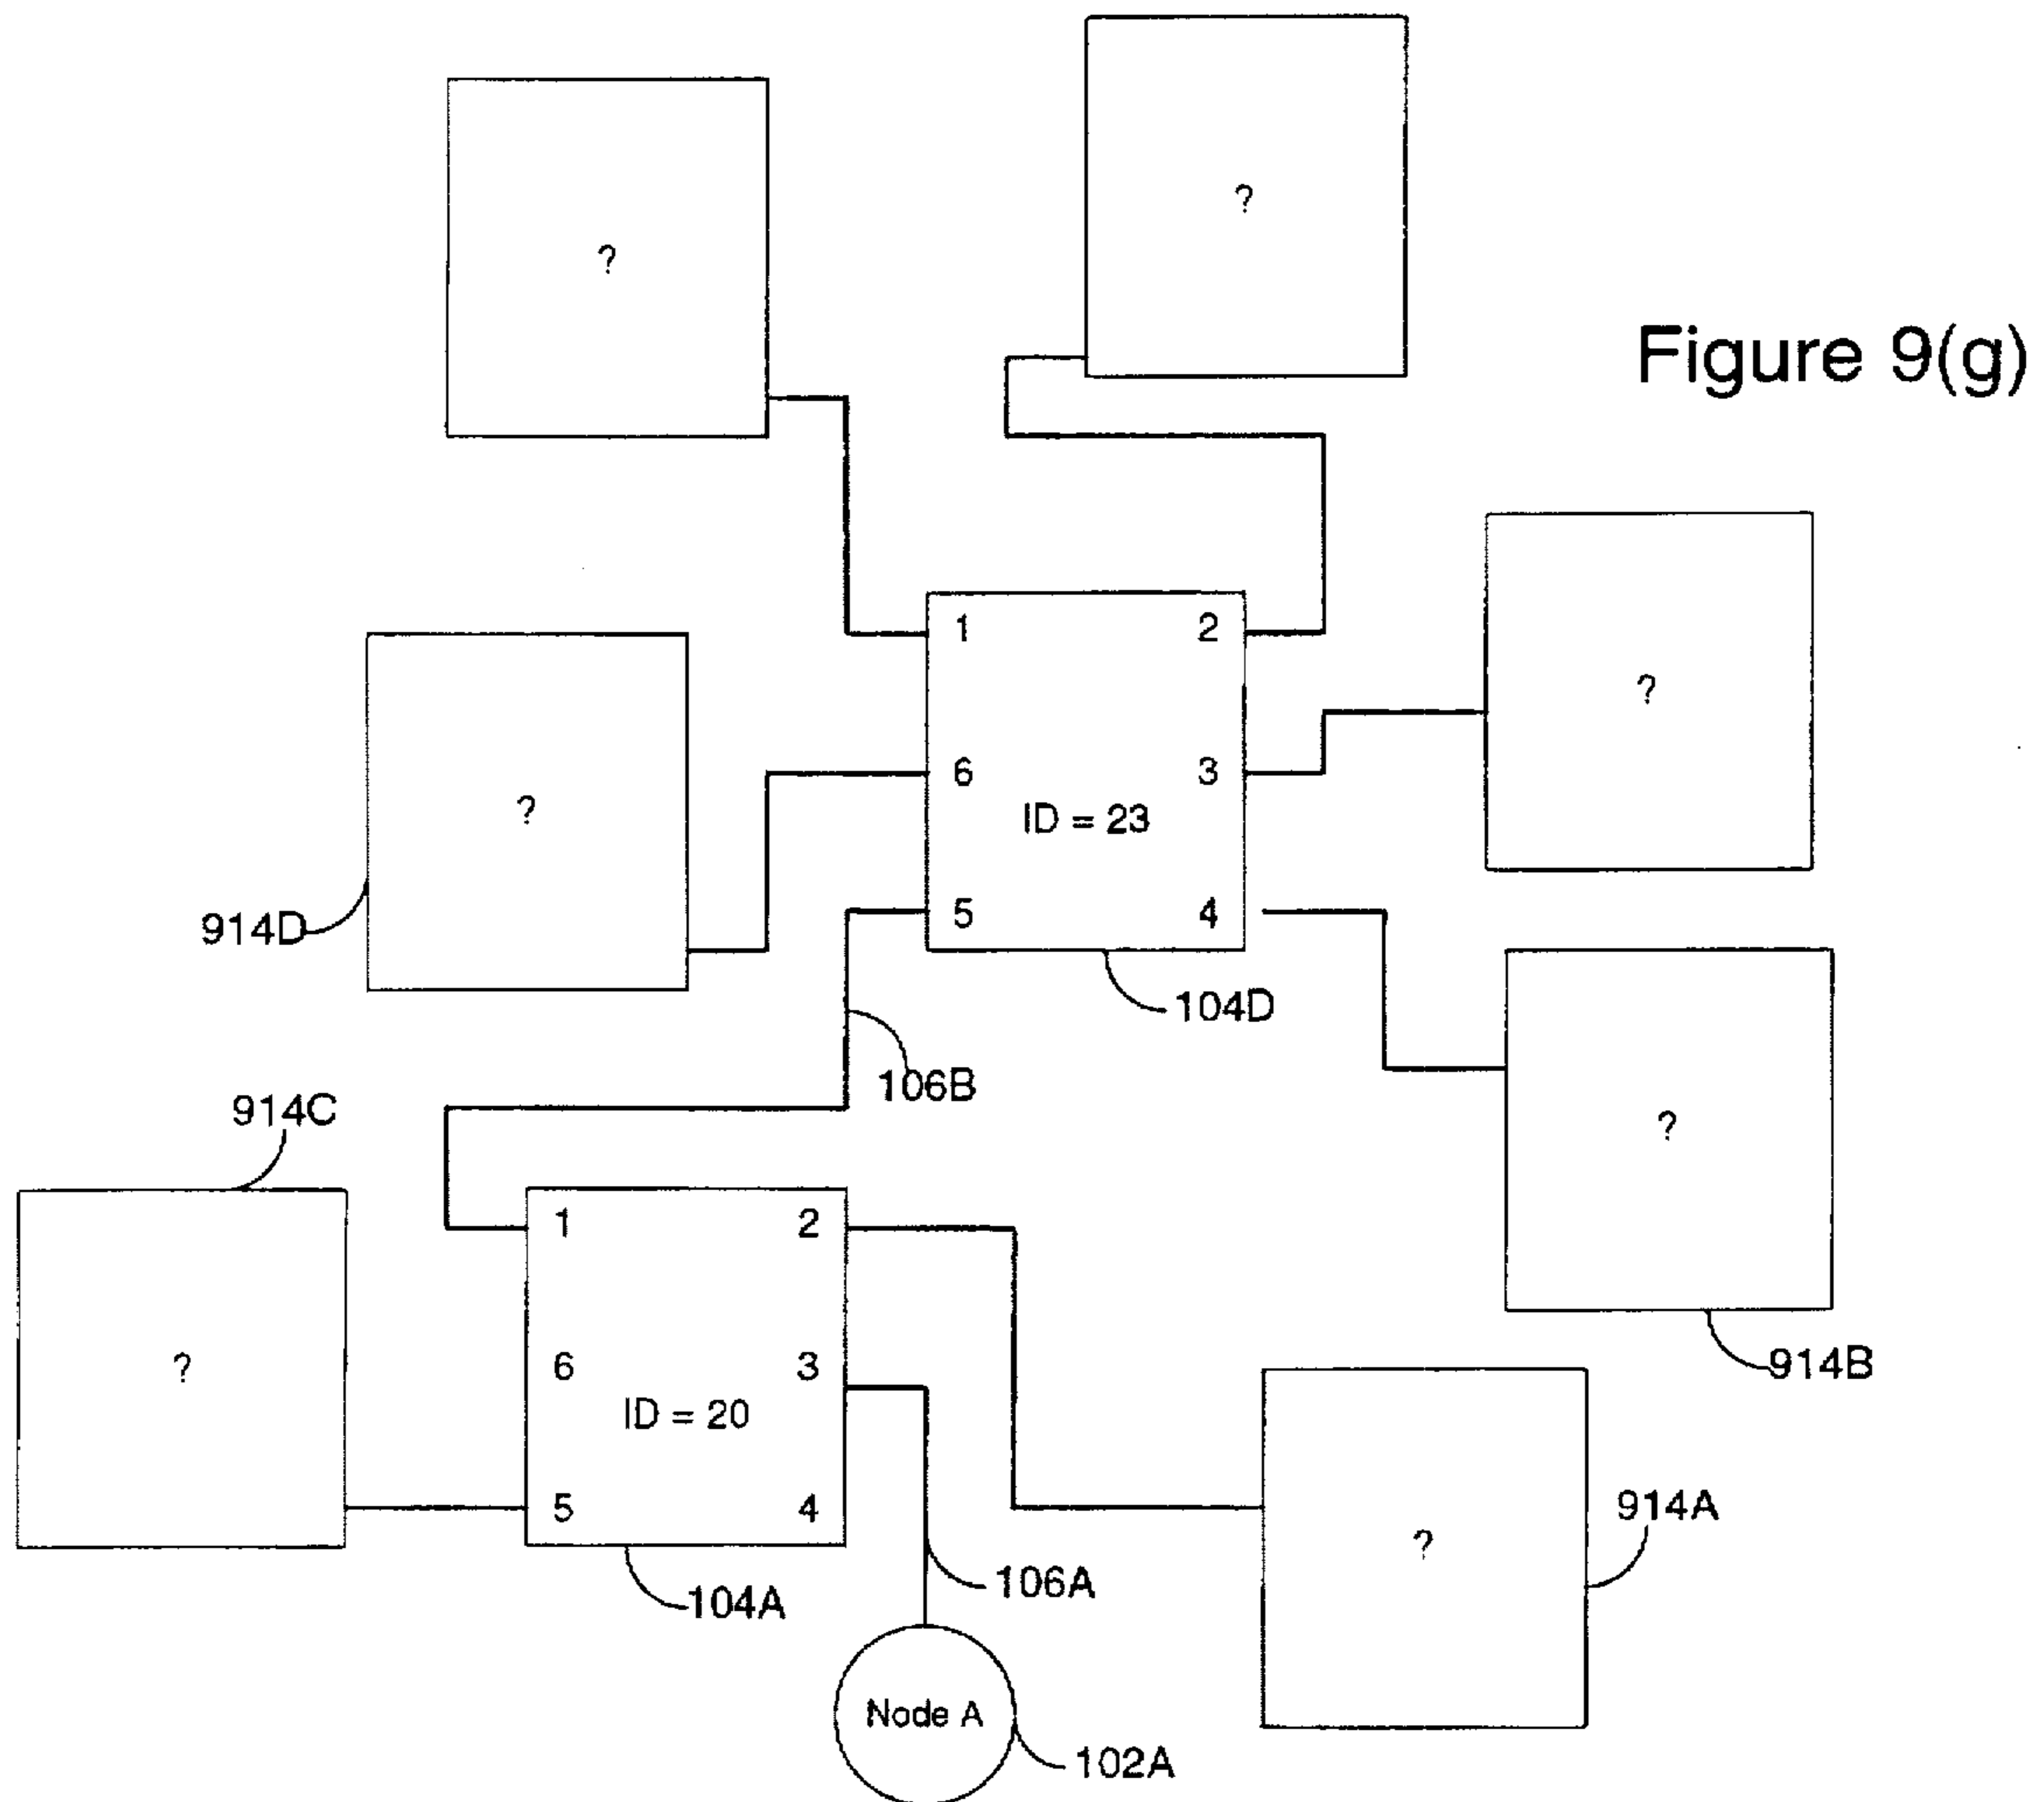 ?
?
Figure 9(g)
1 2
?
6 3
?
ID = 23
914D
5 4
104D
106B
914C
?
1 2
6 3
?
914B
ID = 20
914A
5 4
?
106A
104A
Node A
102A